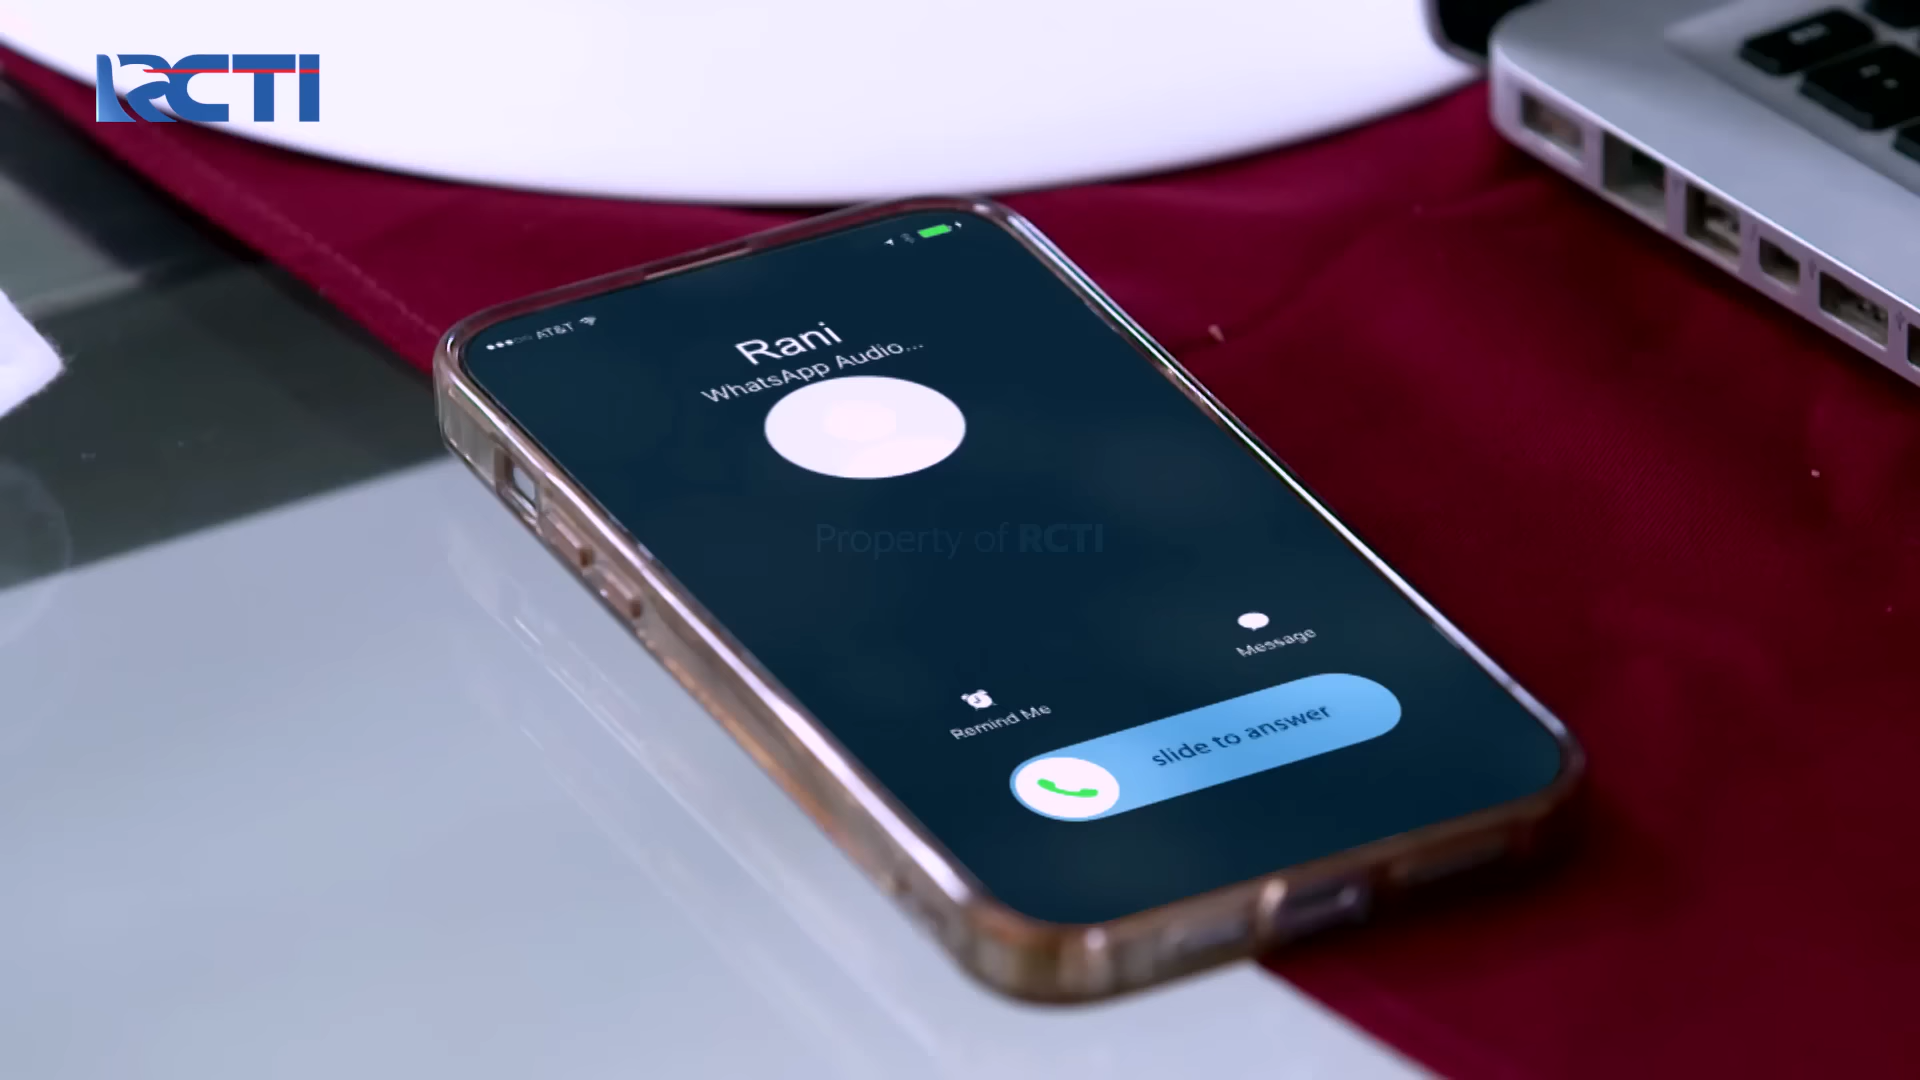 RCTI
AT&T
Rani
WhatsApp Audio...
Property of RCTI
Message
Remind Me
slide to answer